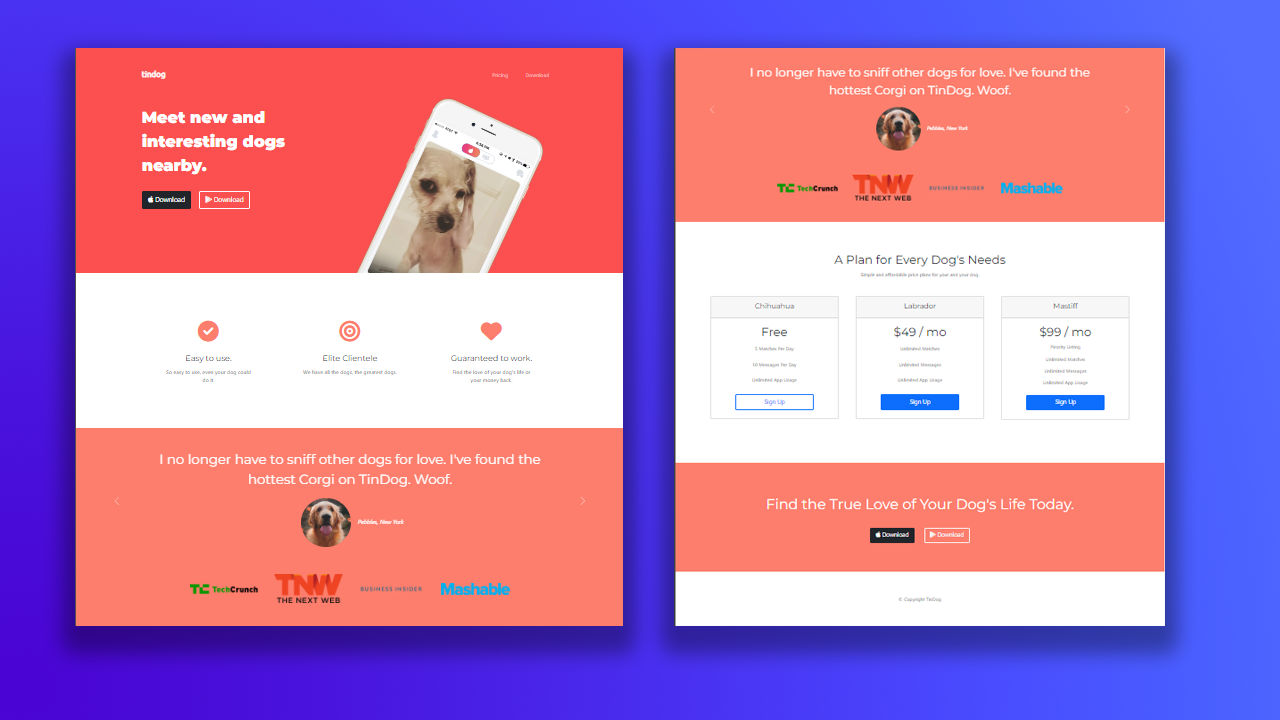 tindog
Pricing Download
Meet new and
interesting dogs
nearby.
Download Download
Easy to use.
So easy to use, even your dog could
do it
Elite Clientele
We have all the dogs, the greatest dogs.
Guaranteed to work.
Find the love of your dog's life or
your money back
I no longer have to sniff other dogs for love. I've found the
hottest Corgi on TinDog. Woof.
Pebbles, New York
TechCrunch
TNW
THE NEXT WEB
BUSINESS INSIDER
Mashable
I no longer have to sniff other dogs for love. I've found the
hottest Corgi on TinDog. Woof.
Pebbles, New York
TechCrunch
TNW
THE NEXT WEB
BUSINESS INSIDER
Mashable
A Plan for Every Dog's Needs
Simple and affordable price plans for your and your dog
Chihuahua
Free
5 Matches Per Day
10 Messages Per Day
Unlimited App Usage
Sign Up
Labrador
$49 / mo
Unlimited Matches
Unlimited Messages
Unlimited App Usage
Sign Up
Mastiff
$99 / mo
Priority Listing
Unlimited Matches
Unlimited Messages
Unlimited App Usage
Sign Up
Find the True Love of Your Dog's Life Today.
Download Download
© Copyright TinDog